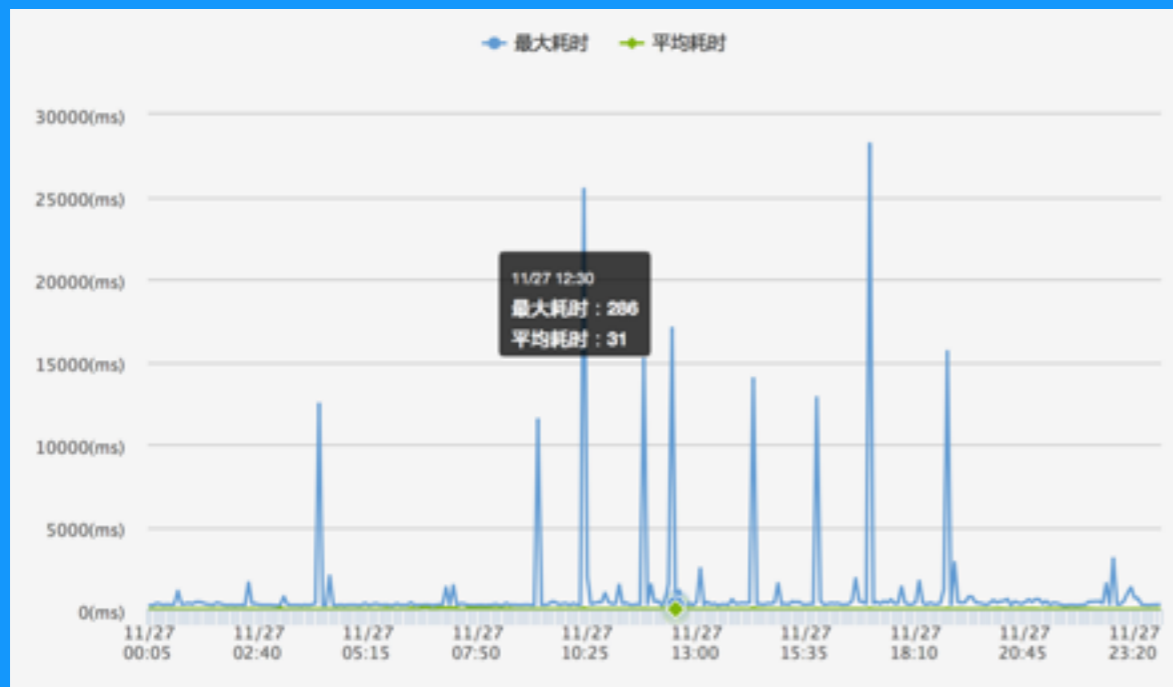 最大耗时 平均耗时
30000(ms)
25000(ms)
20000(ms)
15000(ms)
10000(ms)
5000(ms)
0(ms)
11/27 12:30
最大耗时：286
平均耗时：31
11/27 11/27 11/27 11/27 11/27 11/27 11/27 11/27 11/27 11/27
00:05 02:40 05:15 07:50 10:25 13:00 15:35 18:10 20:45 23:20